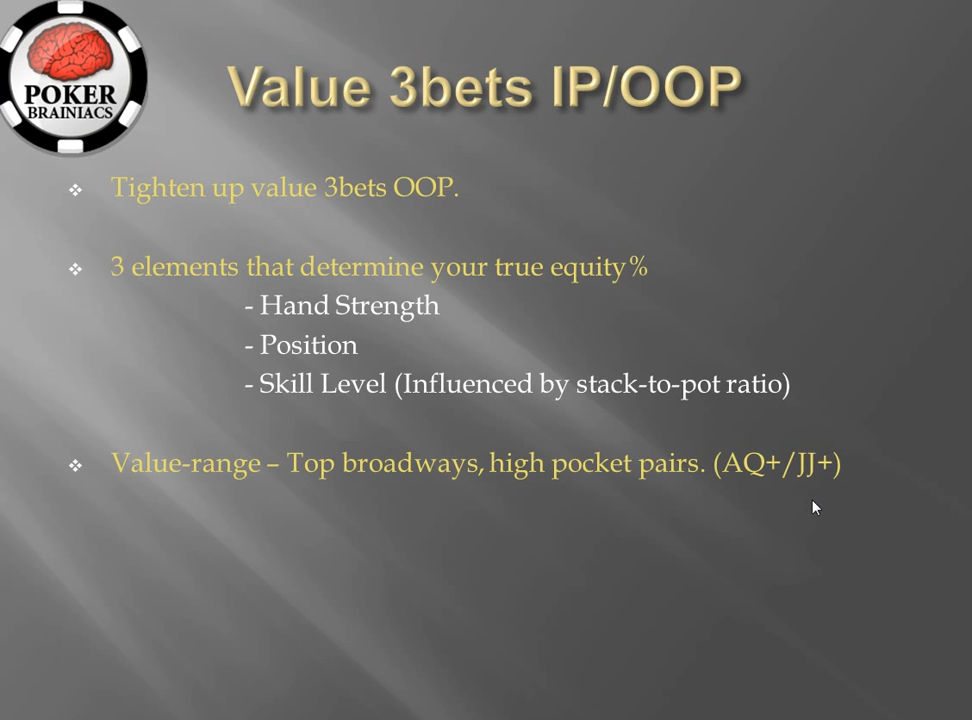 POKER
BRAINIACS
Value 3bets IP/OOP
Tighten up value 3bets OOP.
3 elements that determine your true equity%
- Hand Strength
- Position
- Skill Level (Influenced by stack-to-pot ratio)
Value-range – Top broadways, high pocket pairs. (AQ+/JJ+)